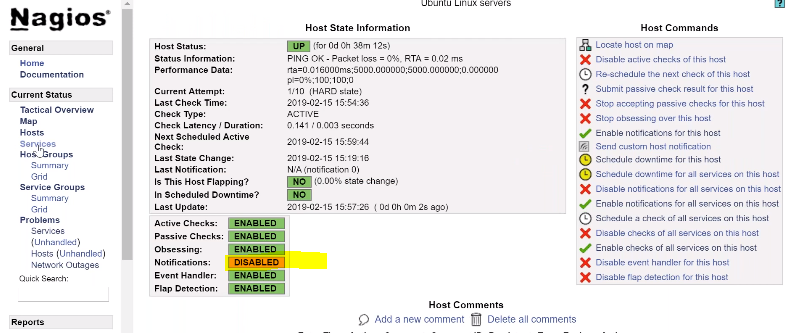 Ubuntu Linux servers
?
Nagios®
General
Home
Documentation
Current Status
Tactical Overview
Map
Hosts
Services
Host Groups
Summary
Grid
Service Groups
Summary
Grid
Problems
Services
(Unhandled)
Hosts (Unhandled)
Network Outages
Quick Search:
Reports
Host State Information
Host Status: UP (for 0d 0h 38m 12s)
Status Information: PING OK - Packet loss = 0%, RTA = 0.02 ms
Performance Data: rta=0.016000ms;5000.000000;5000.000000;0.000000
pl=0%;100;100;0
Current Attempt: 1/10 (HARD state)
Last Check Time: 2019-02-15 15:54:36
Check Type: ACTIVE
Check Latency / Duration: 0.141 / 0.003 seconds
Next Scheduled Active
Check: 2019-02-15 15:59:44
Last State Change: 2019-02-15 15:19:16
Last Notification: N/A (notification 0)
Is This Host Flapping? NO (0.00% state change)
In Scheduled Downtime? NO
Last Update: 2019-02-15 15:57:26 ( 0d 0h 0m 2s ago)
Active Checks: ENABLED
Passive Checks: ENABLED
Obsessing: ENABLED
Notifications: DISABLED
Event Handler: ENABLED
Flap Detection: ENABLED
Host Commands
Locate host on map
Disable active checks of this host
Re-schedule the next check of this host
? Submit passive check result for this host
Stop accepting passive checks for this host
Stop obsessing over this host
Enable notifications for this host
Send custom host notification
Schedule downtime for this host
Schedule downtime for all services on this host
Disable notifications for all services on this host
Enable notifications for all services on this host
Schedule a check of all services on this host
Disable checks of all services on this host
Enable checks of all services on this host
Disable event handler for this host
Disable flap detection for this host
Host Comments
Add a new comment Delete all comments